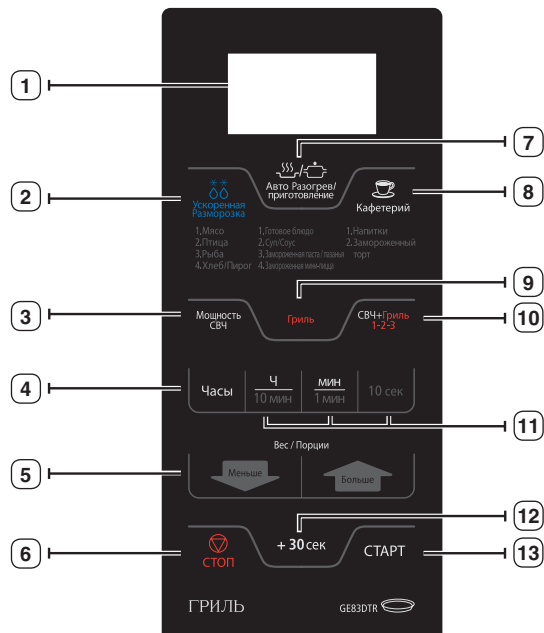 1
7
2
Ускоренная
Разморозка
Авто Разогрев/
приготовление
Кафетерий
8
1,Мясо
2,Птица
3,Рыба
4,Хлеб/Пирог
1,Готовое блюдо
2,Суп/Соус
3,Замороженная паста/лазанья
4,Замороженная мини-пицца
1,Напитки
2,Замороженный
торт
9
3
Мощность
СВЧ
Гриль
СВЧ+Гриль
1-2-3
10
4
Часы
Ч
10 мин
мин
1 мин
10 сек
11
Вес / Порции
5
Меньше
Больше
12
6
СТОП
+ 30 сек
СТАРТ
13
ГРИЛЬ
GE83DTR